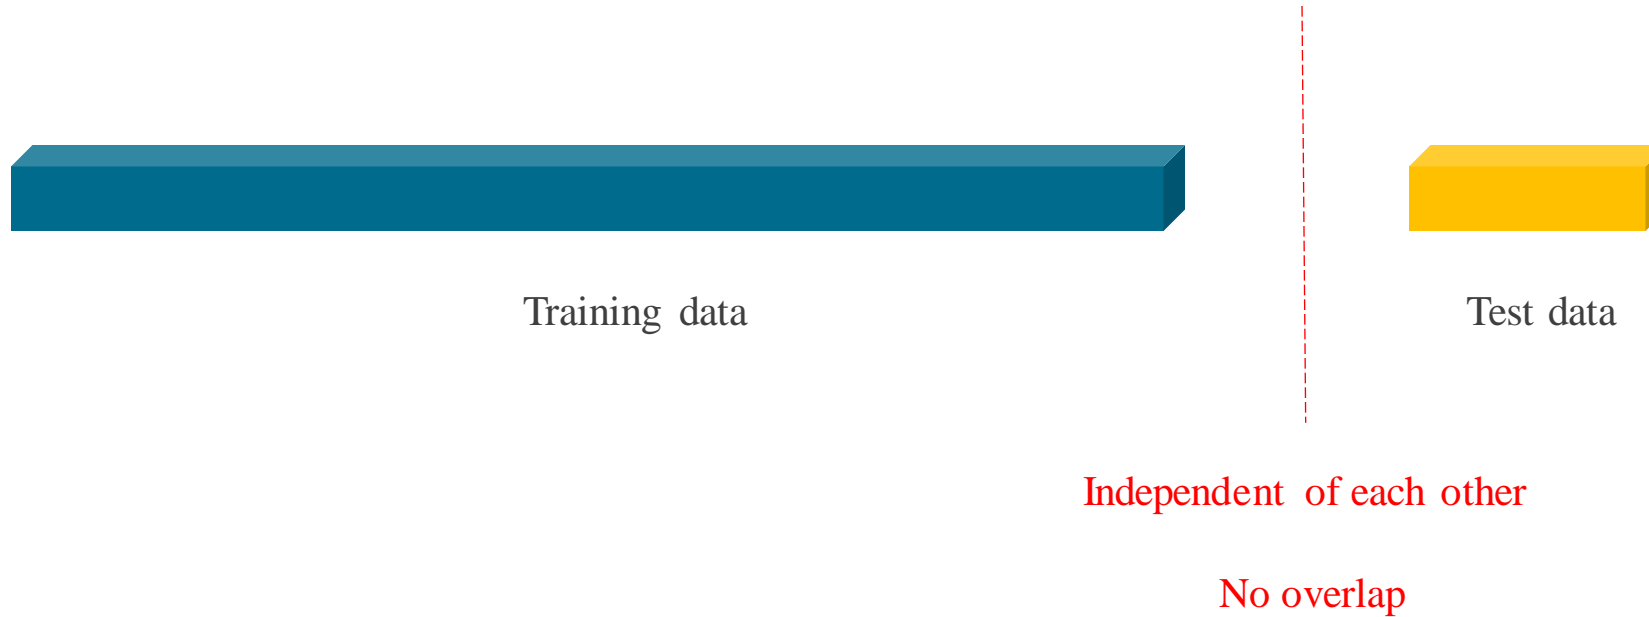 Training data
Test data
Independent of each other
No overlap